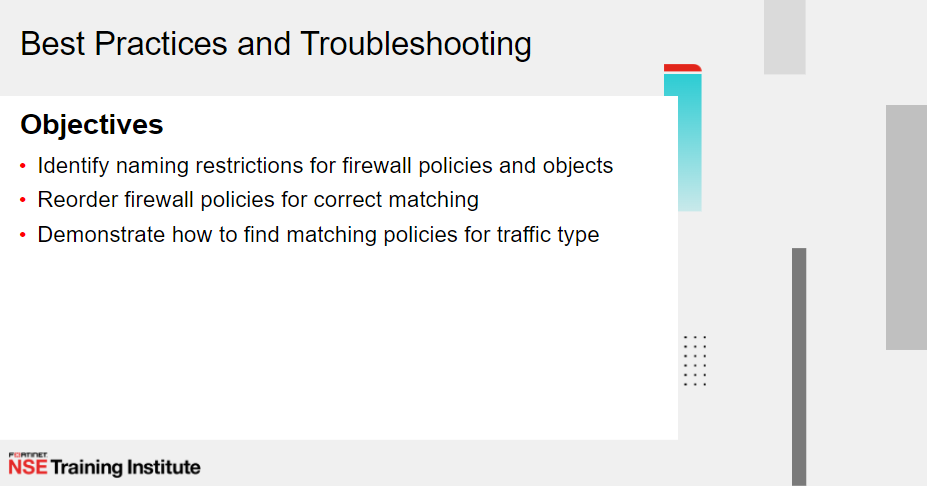 Best Practices and Troubleshooting
Objectives
• Identify naming restrictions for firewall policies and objects
• Reorder firewall policies for correct matching
• Demonstrate how to find matching policies for traffic type
FORTINET
NSE Training Institute